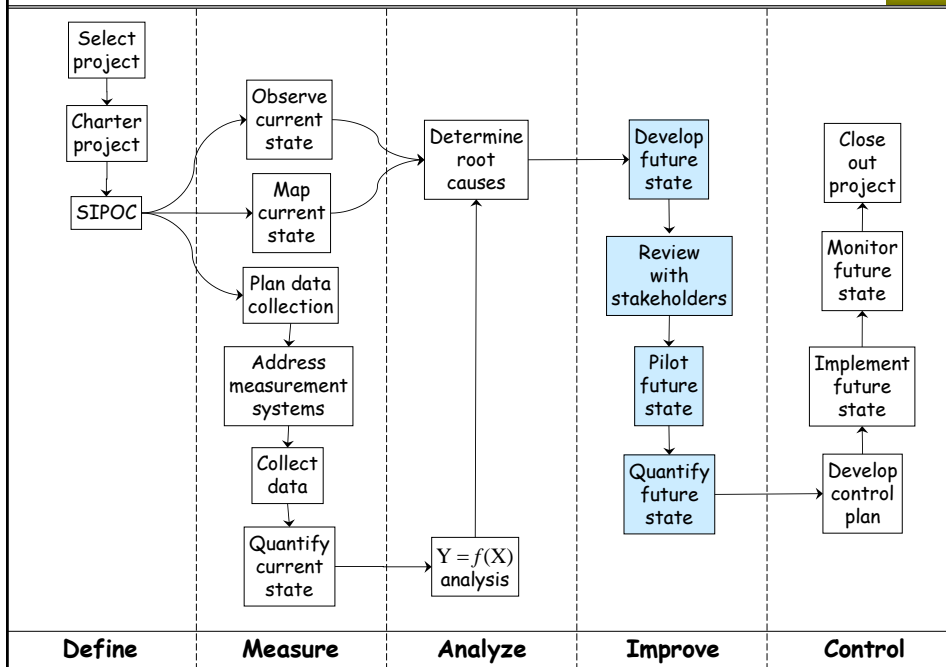 Select
project
Charter
project
SIPOC
Observe
current
state
Map
current
state
Plan data
collection
Address
measurement
systems
Collect
data
Quantify
current
state
Determine
root
causes
Y = f(X)
analysis
Develop
future
state
Review
with
stakeholders
Pilot
future
state
Quantify
future
state
Close
out
project
Monitor
future
state
Implement
future
state
Develop
control
plan
Define
Measure
Analyze
Improve
Control